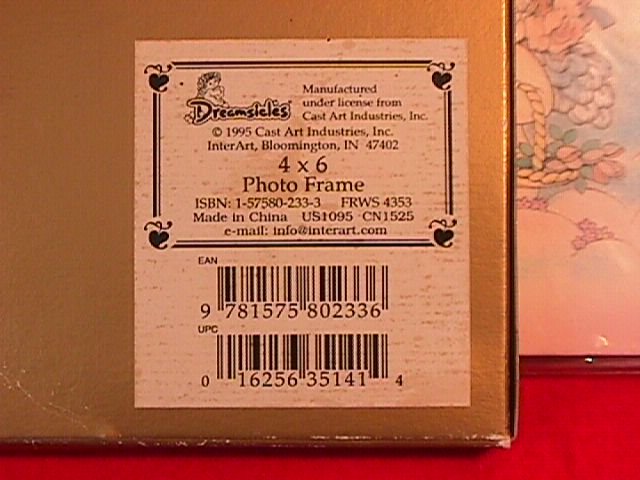 Dreamsicles
Manufactured
under license from
Cast Art Industries, Inc.
© 1995 Cast Art Industries, Inc.
InterArt, Bloomington, IN 47402
4 x 6
Photo Frame
ISBN: 1-57580-233-3 FRWS 4353
Made in China US1095 CN1525
e-mail: info@interart.com
EAN
9 781575 802336
UPC
0 16256 35141 4